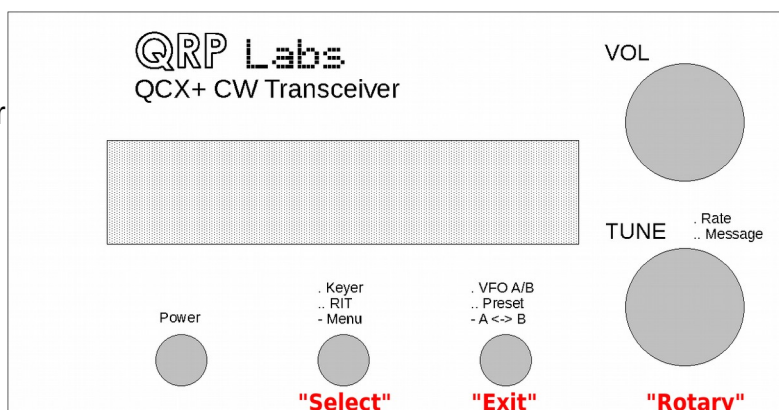 QRP Labs
QCX+ CW Transceiver
VOL
r
TUNE
. Rate
.. Message
Power
. Keyer
.. RIT
- Menu
. VFO A/B
.. Preset
- A <-> B
"Select"
"Exit"
"Rotary"